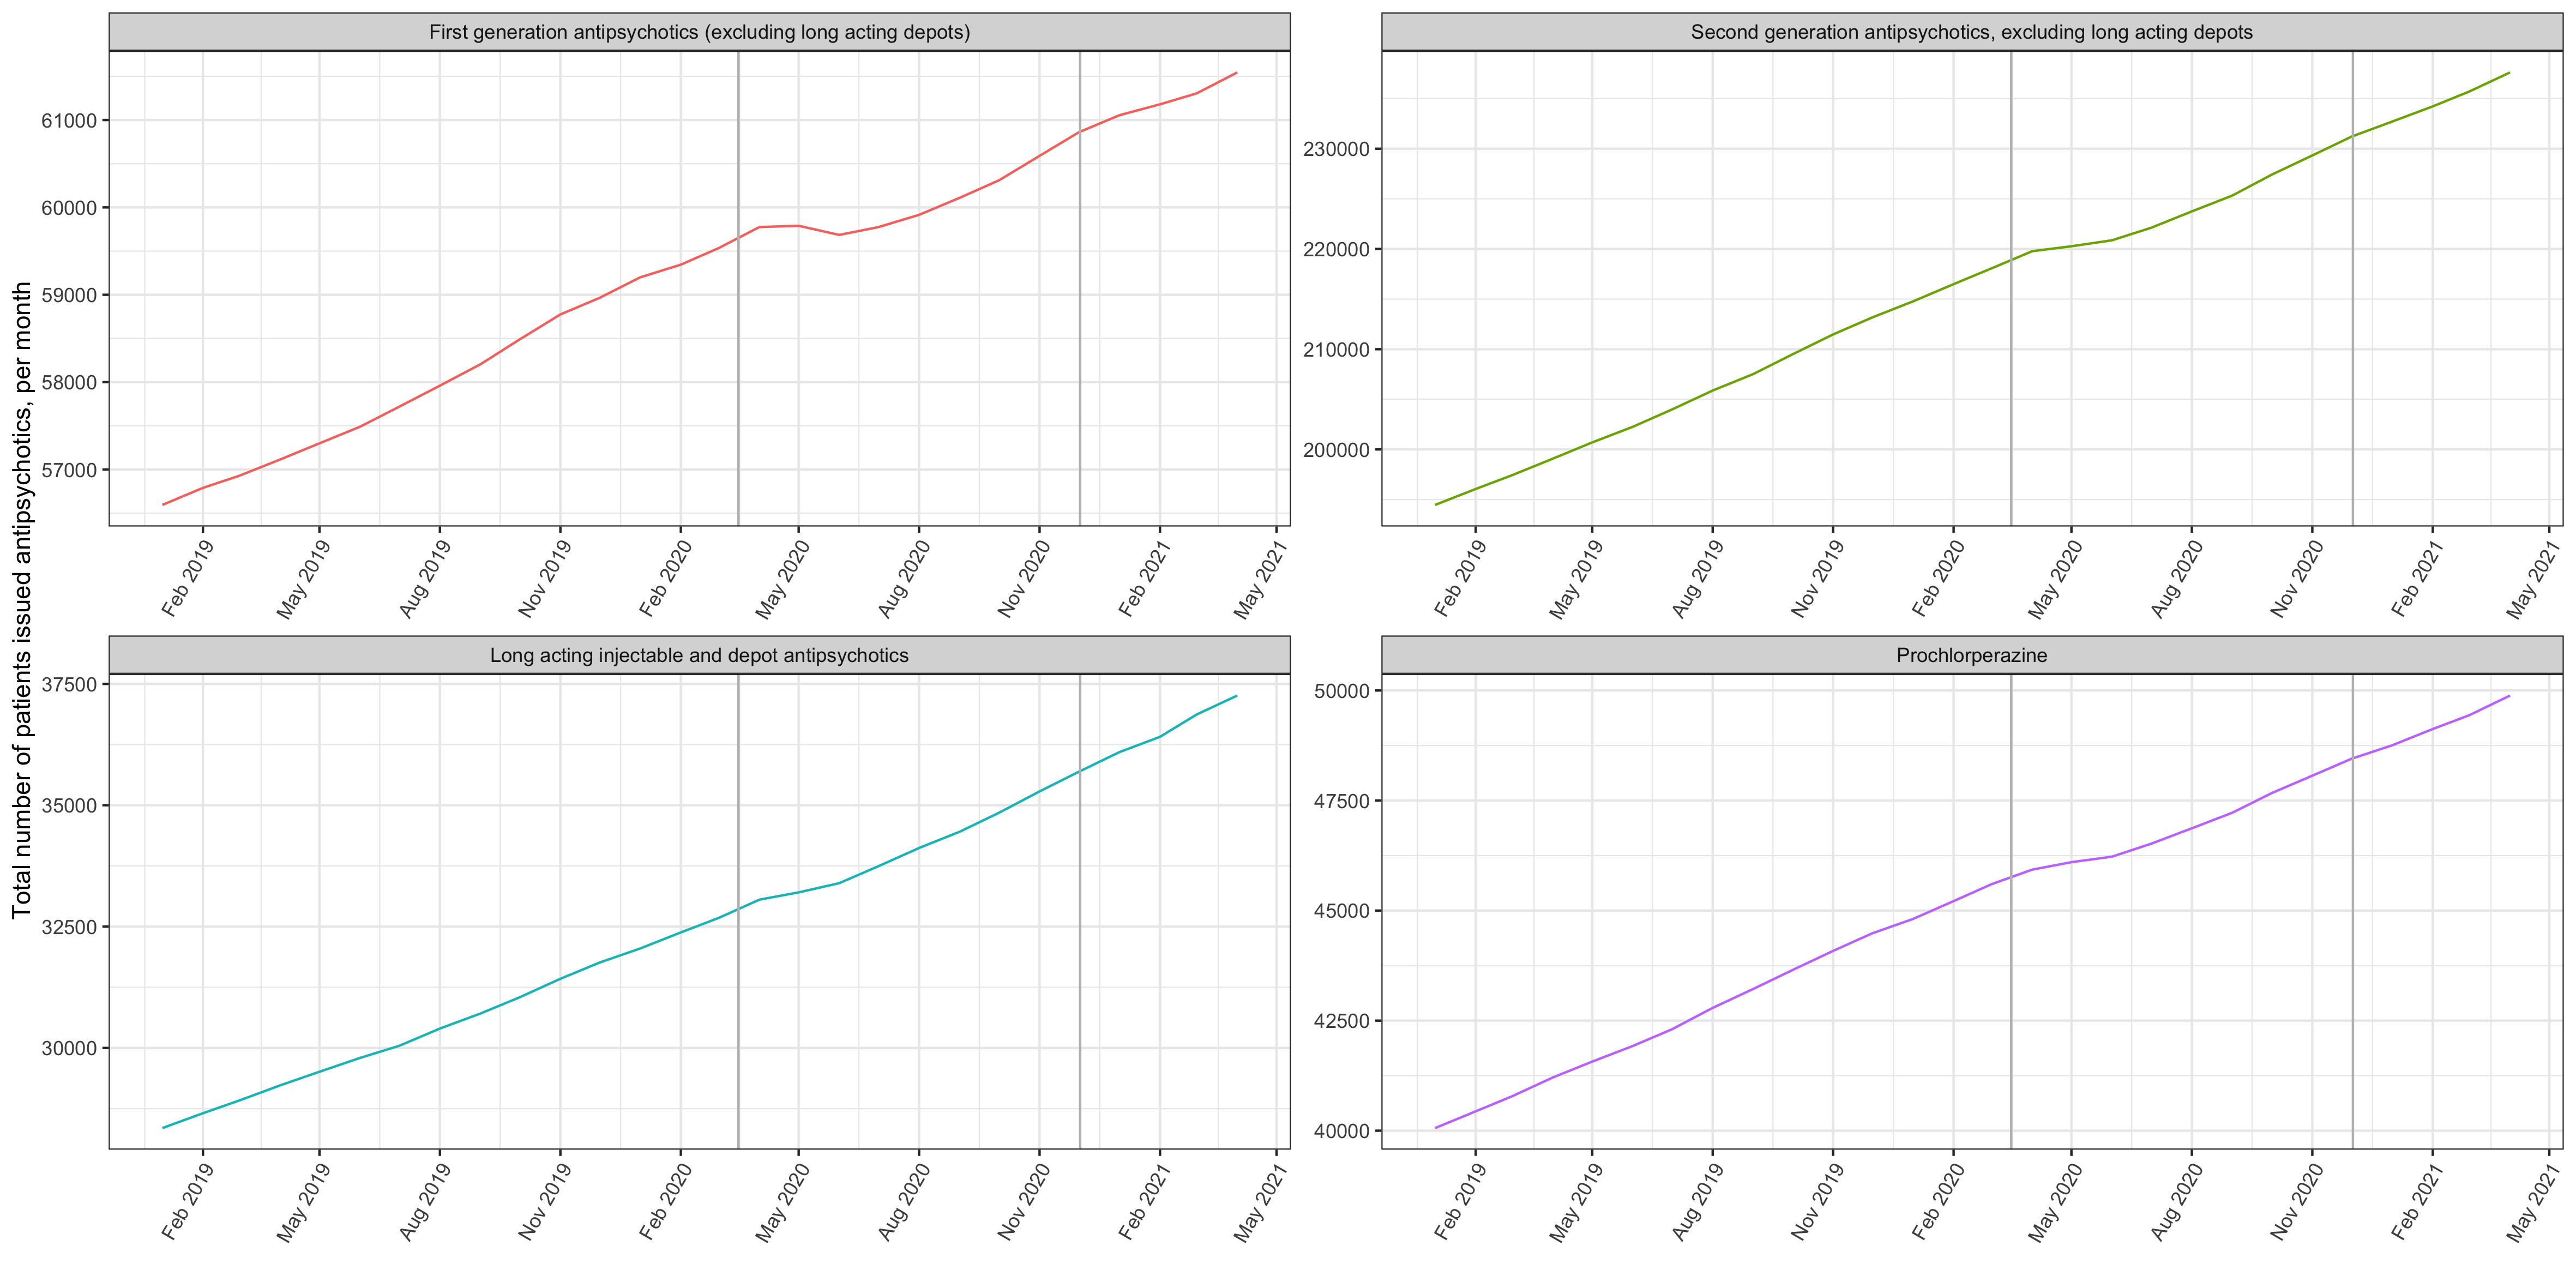 Total number of patients issued antipsychotics, per month
First generation antipsychotics (excluding long acting depots)
61000
60000
59000
58000
57000
Feb 2019
May 2019
Aug 2019
Nov 2019
Feb 2020
May 2020
Aug 2020
Nov 2020
Feb 2021
May 2021
Second generation antipsychotics, excluding long acting depots
230000
220000
210000
200000
Feb 2019
May 2019
Aug 2019
Nov 2019
Feb 2020
May 2020
Aug 2020
Nov 2020
Feb 2021
May 2021
Long acting injectable and depot antipsychotics
37500
35000
32500
30000
Feb 2019
May 2019
Aug 2019
Nov 2019
Feb 2020
May 2020
Aug 2020
Nov 2020
Feb 2021
May 2021
Prochlorperazine
50000
47500
45000
42500
40000
Feb 2019
May 2019
Aug 2019
Nov 2019
Feb 2020
May 2020
Aug 2020
Nov 2020
Feb 2021
May 2021